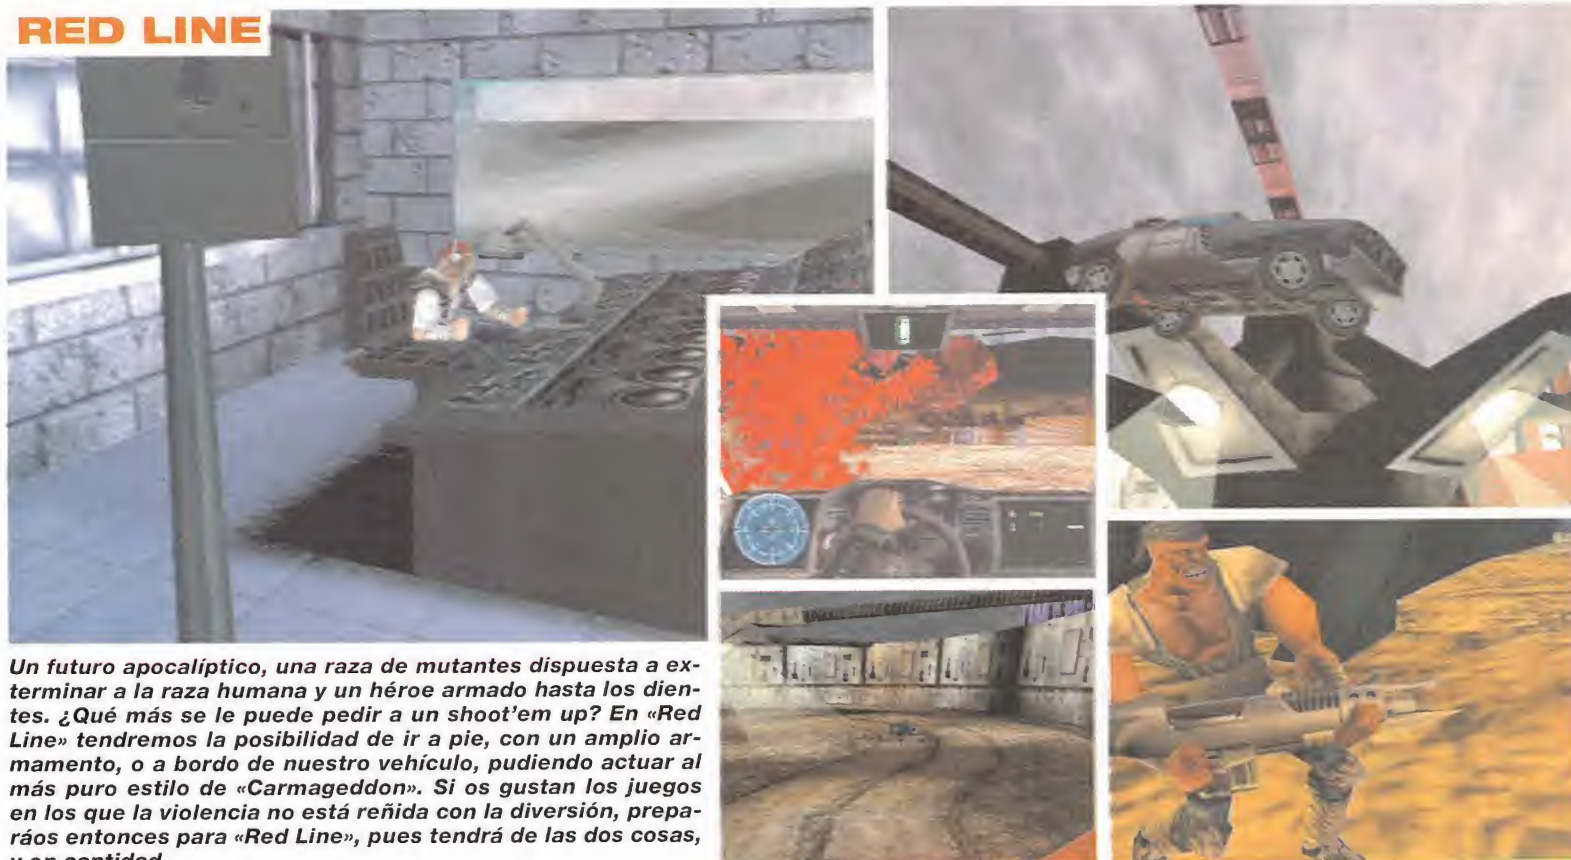 RED LINE
Un futuro apocalíptico, una raza de mutantes dispuesta a ex-
terminar a la raza humana y un héroe armado hasta los dien-
tes. ¿Qué más se le puede pedir a un shoot'em up? En «Red
Line» tendremos la posibilidad de ir a pie, con un amplio ar-
mamento, o a bordo de nuestro vehículo, pudiendo actuar al
más puro estilo de «Carmageddon». Si os gustan los juegos
en los que la violencia no está reñida con la diversión, prepa-
ráos entonces para «Red Line», pues tendrá de las dos cosas,
y en cantidad.